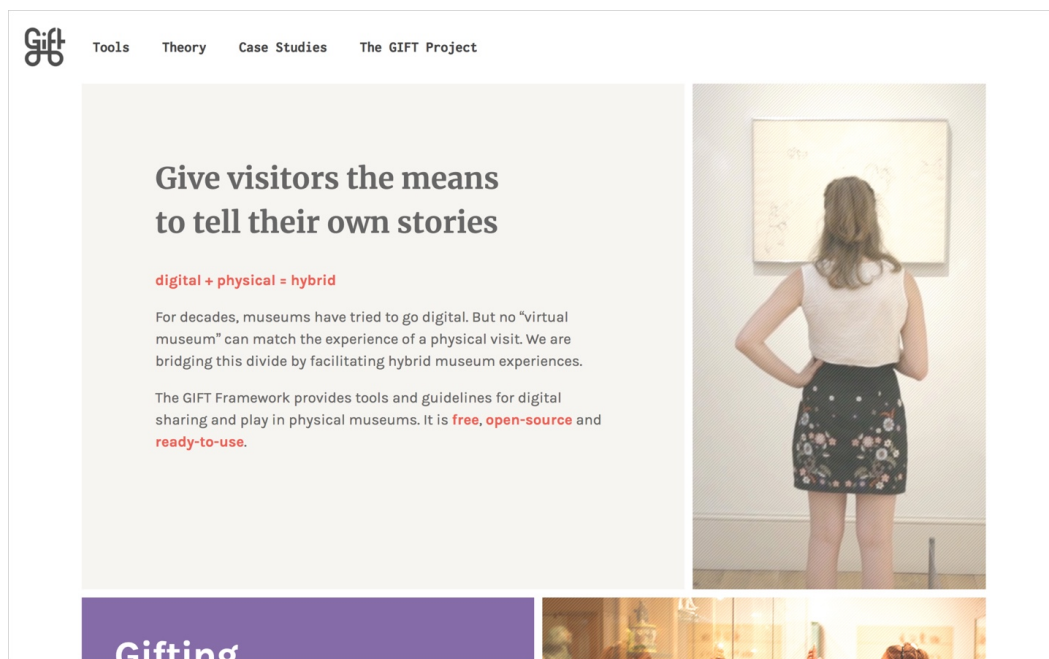 Gift
Tools
Theory
Case Studies
The GIFT Project
Give visitors the means
to tell their own stories
digital + physical = hybrid
For decades, museums have tried to go digital. But no “virtual
museum” can match the experience of a physical visit. We are
bridging this divide by facilitating hybrid museum experiences.
The GIFT Framework provides tools and guidelines for digital
sharing and play in physical museums. It is free, open-source and
ready-to-use.
Gifting